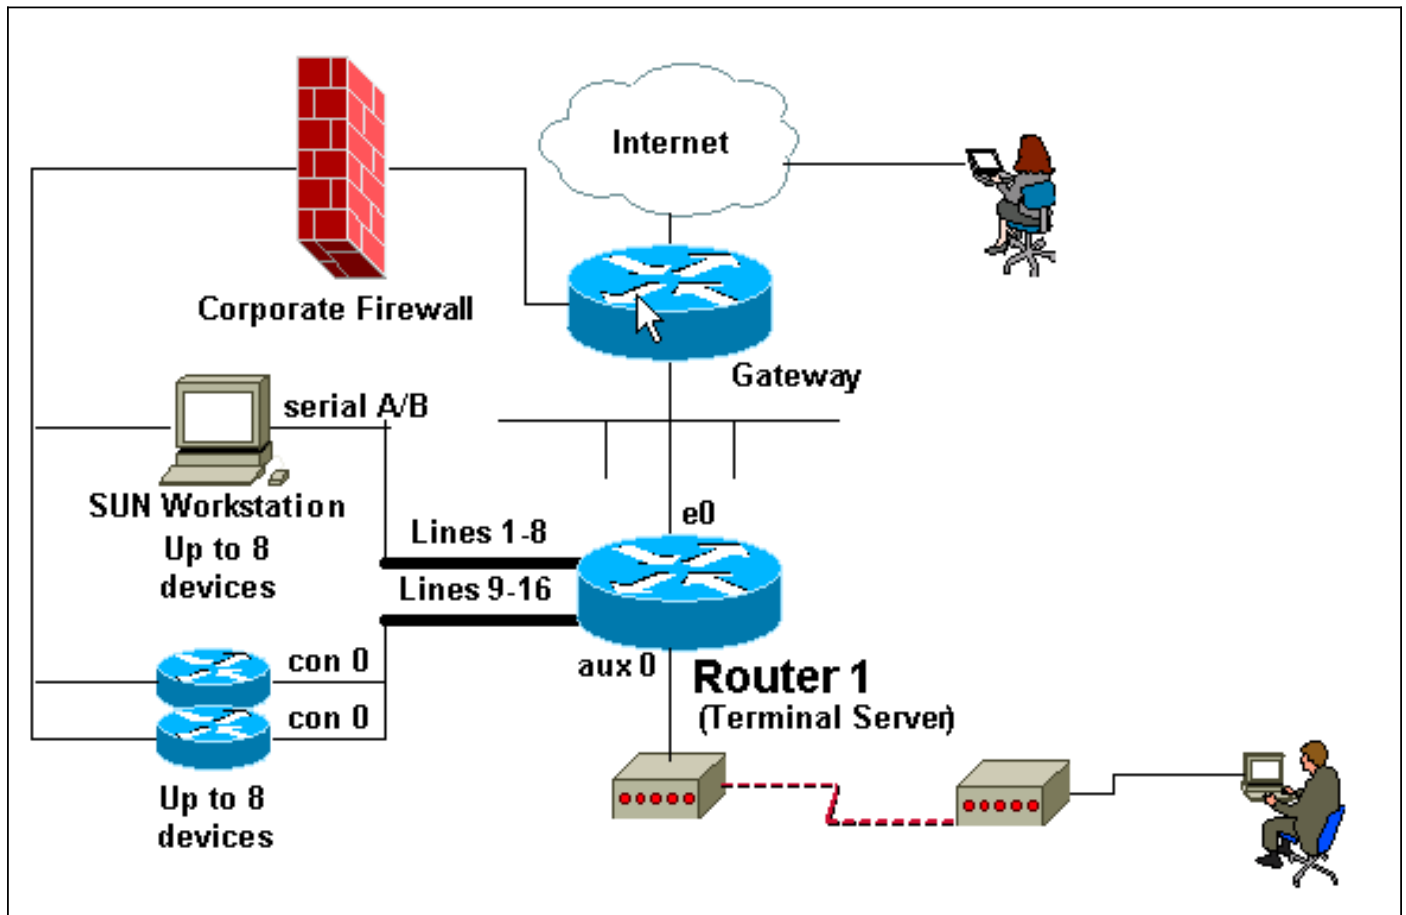 Internet
Corporate Firewall
Gateway
serial A/B
SUN Workstation
Up to 8
devices
e0
Lines 1-8
Lines 9-16
aux 0
Router 1
(Terminal Server)
con 0
con 0
Up to 8
devices